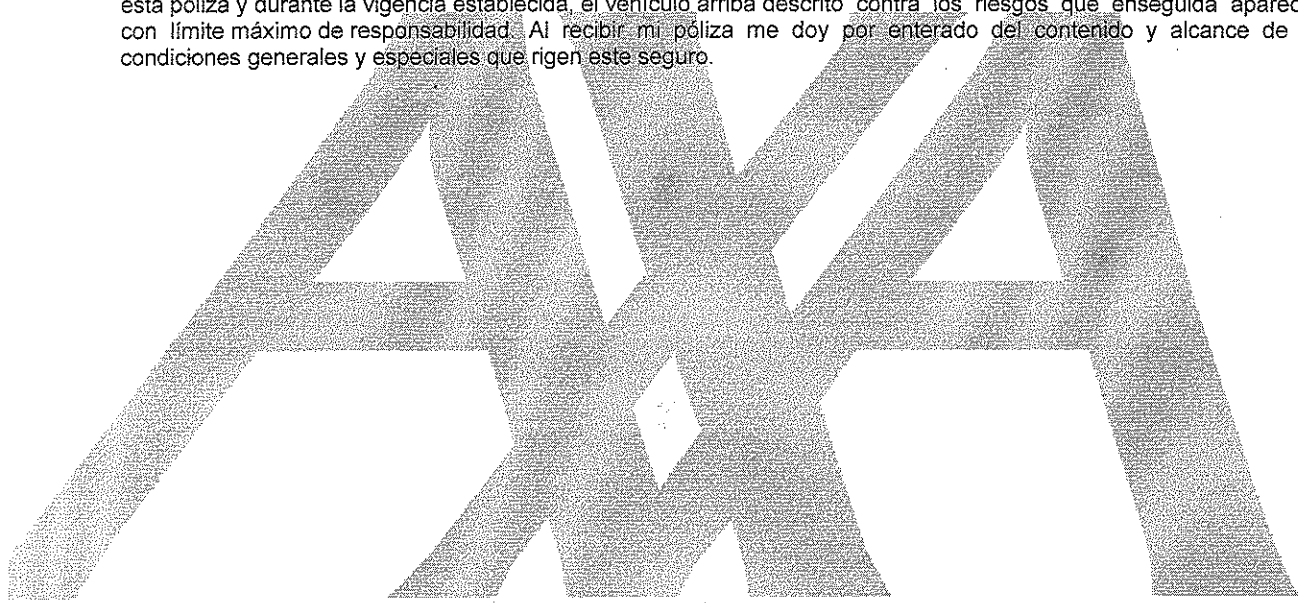 esta póliza y durante la vigencia establecida, el vehículo arriba descrito contra los riesgos que enseguida
con límite máximo de responsabilidad. Al recibir mi póliza me doy por enterado del contenido y alcance de
condiciones generales y especiales que rigen este seguro.
AXA